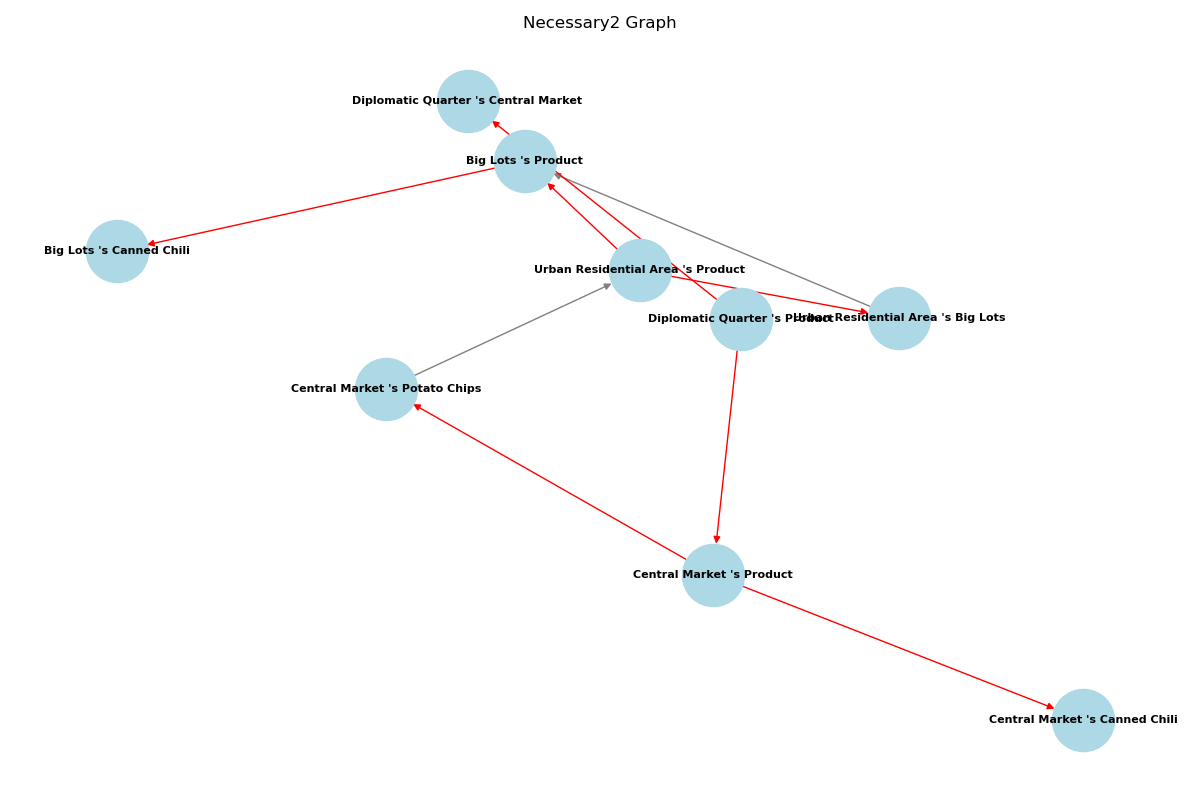 Necessary2 Graph
Diplomatic Quarter 's Central Market
Big Lots 's Product
Big Lots 's Canned Chili
Urban Residential Area 's Product
Diplomatic Quarter 's Product
Urban Residential Area 's Big Lots
Central Market 's Potato Chips
Central Market 's Product
Central Market 's Canned Chili